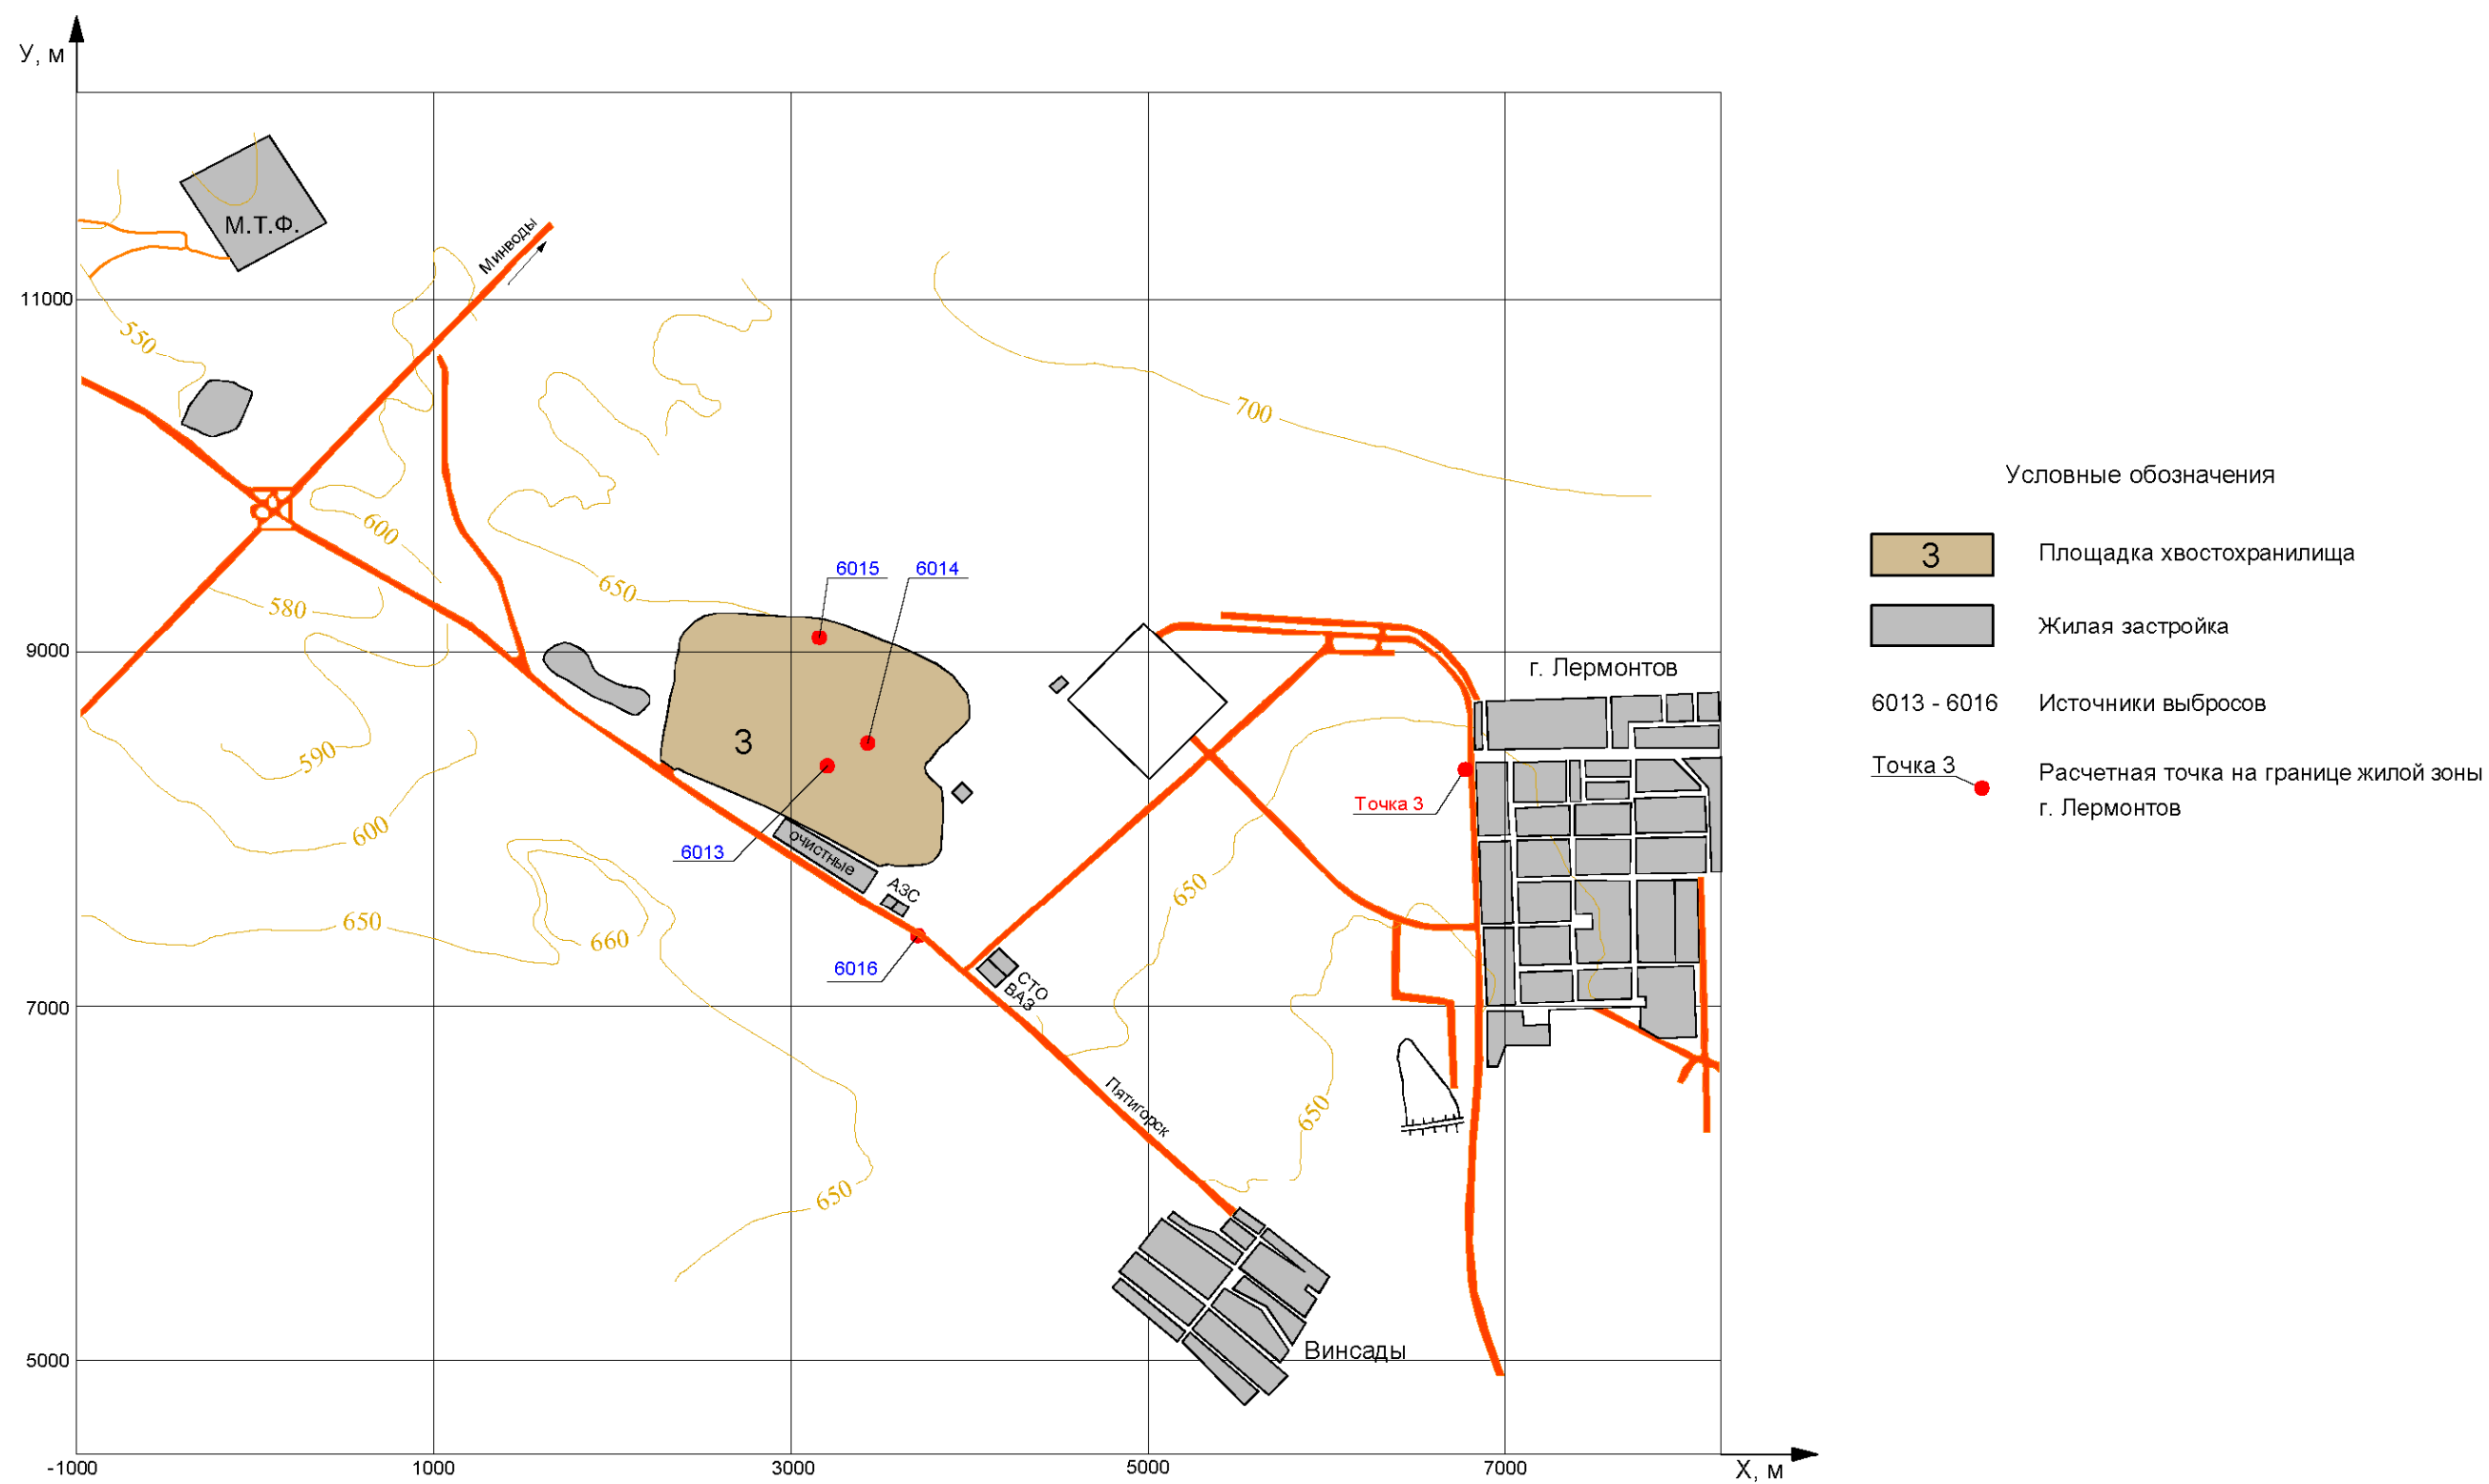 У, м
М.Т.Ф.
Минводы
11000
550
700
Условные обозначения
600
3
Площадка хвостохранилища
6015
6014
650
580
Жилая застройка
9000
г. Лермонтов
6013 - 6016
Источники выбросов
3
590
Точка 3
Расчетная точка на границе жилой зоны
г. Лермонтов
Точка 3
600
6013
очистные
АЗС
650
650
660
6016
СТО
ВАЗ
7000
Пятигорск
650
650
Винсады
5000
-1000
1000
3000
5000
7000
Х, м